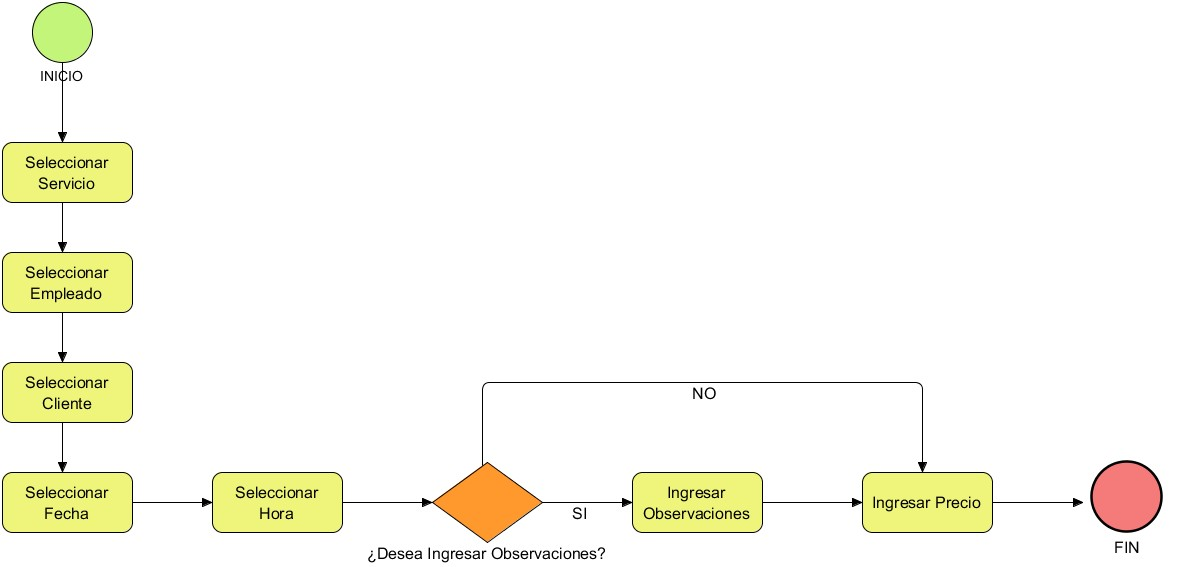 INICIO
Seleccionar
Servicio
Seleccionar
Empleado
Seleccionar
Cliente
Seleccionar
Fecha
Seleccionar
Hora
¿Desea Ingresar Observaciones?
NO
SI
Ingresar
Observaciones
Ingresar Precio
FIN